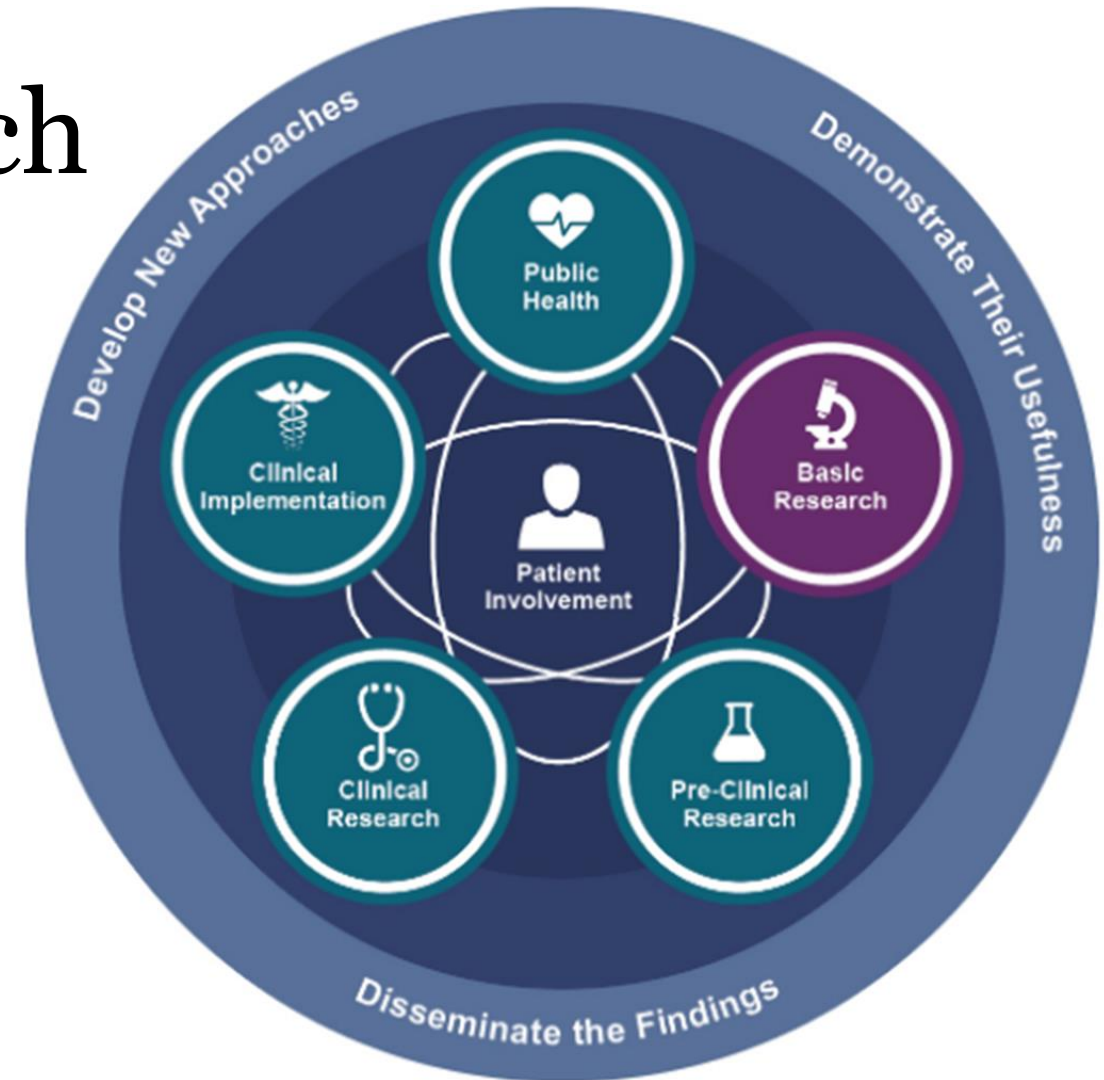 ch
Develop New Approaches
Demonstrate Their Usefulness
Public
Health
Clinical
Implementation
Basic
Research
Patient
Involvement
Clinical
Research
Pre-Clinical
Research
Disseminate the Findings